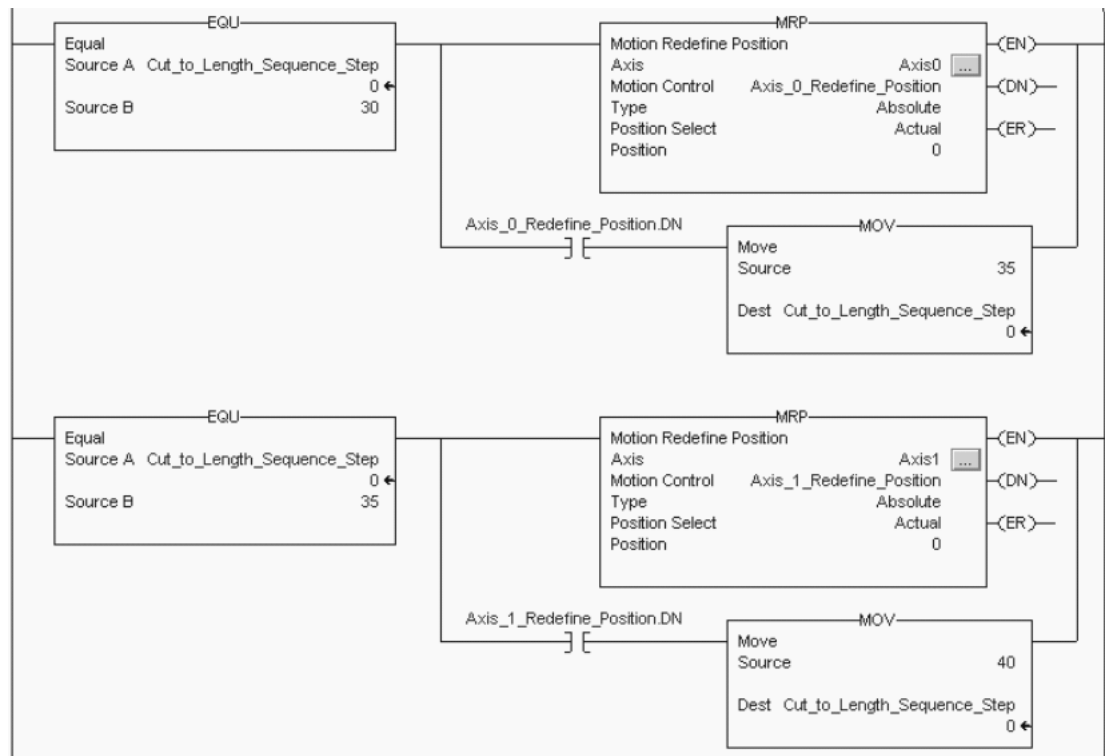 EQU
Equal
Source A Cut_to_Length_Sequence_Step
0
Source B 30
MRP
Motion Redefine Position
Axis Axis0 ...
Motion Control Axis_0_Redefine_Position
Type Absolute
Position Select Actual
Position 0
EN
DN
ER
Axis_0_Redefine_Position.DN
MOV
Move
Source 35
Dest Cut_to_Length_Sequence_Step
0
EQU
Equal
Source A Cut_to_Length_Sequence_Step
0
Source B 35
MRP
Motion Redefine Position
Axis Axis1 ...
Motion Control Axis_1_Redefine_Position
Type Absolute
Position Select Actual
Position 0
EN
DN
ER
Axis_1_Redefine_Position.DN
MOV
Move
Source 40
Dest Cut_to_Length_Sequence_Step
0